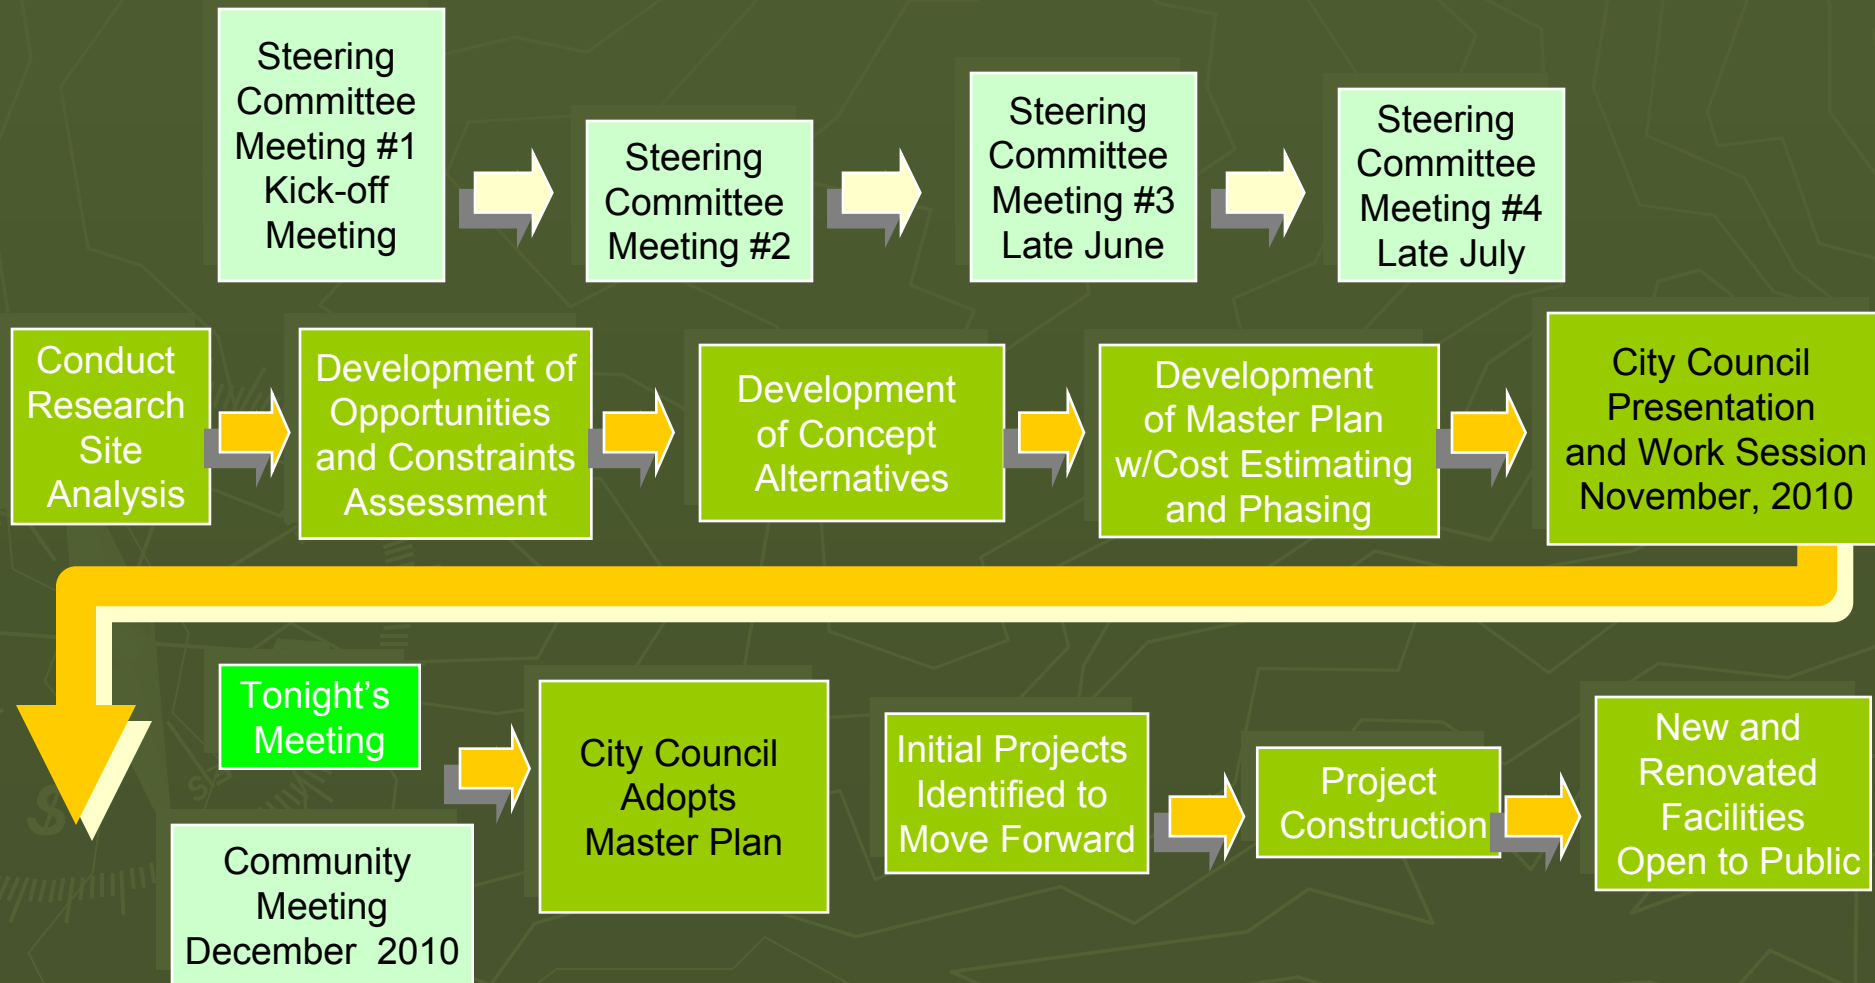 Steering
Committee
Meeting #1
Kick-off
Meeting
Steering
Committee
Meeting #2
Steering
Committee
Meeting #3
Late June
Steering
Committee
Meeting #4
Late July
Conduct
Research
Site
Analysis
Development of
Opportunities
and Constraints
Assessment
Development
of Concept
Alternatives
Development
of Master Plan
w/Cost Estimating
and Phasing
City Council
Presentation
and Work Session
November, 2010
Tonight’s
Meeting
Community
Meeting
December 2010
City Council
Adopts
Master Plan
Initial Projects
Identified to
Move Forward
Project
Construction
New and
Renovated
Facilities
Open to Public